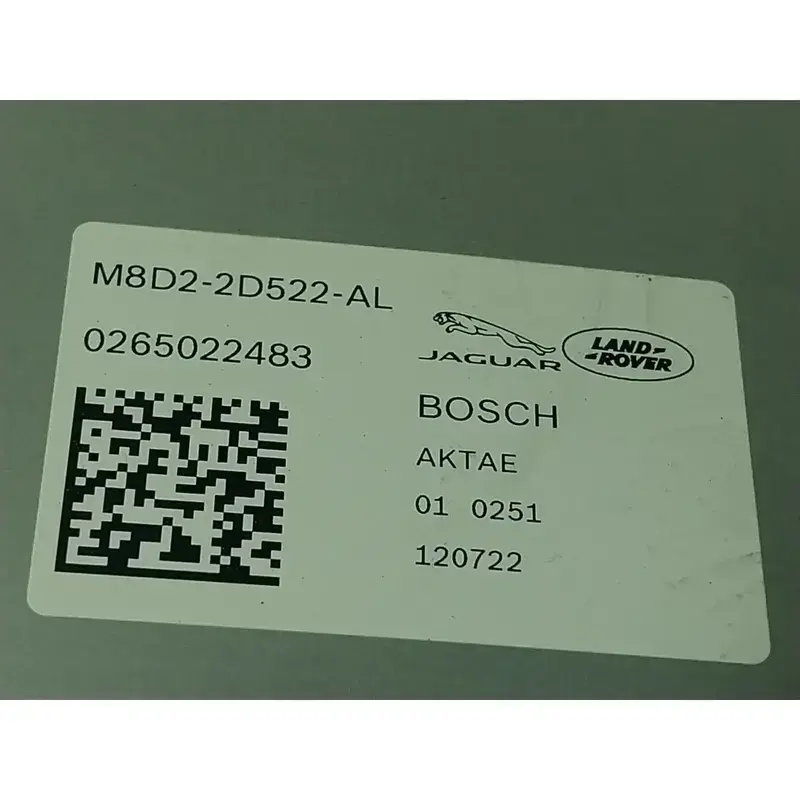 M8D2-2D522-AL
0265022483
JAGUAR
LAND-
-ROVER
BOSCH
AKTAE
01 0251
120722